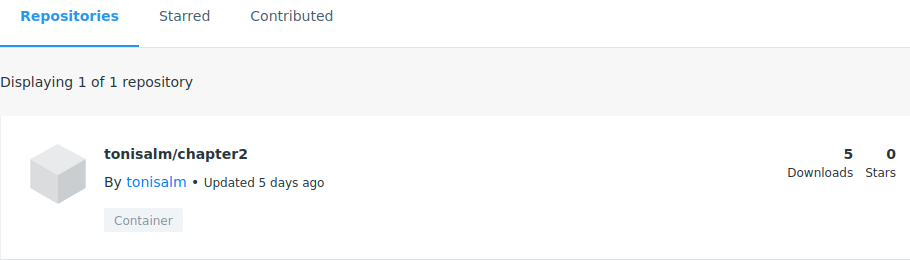 Repositories Starred Contributed
Displaying 1 of 1 repository
tonisalm/chapter2 5 0
By tonisalm • Updated 5 days ago Downloads Stars
Container